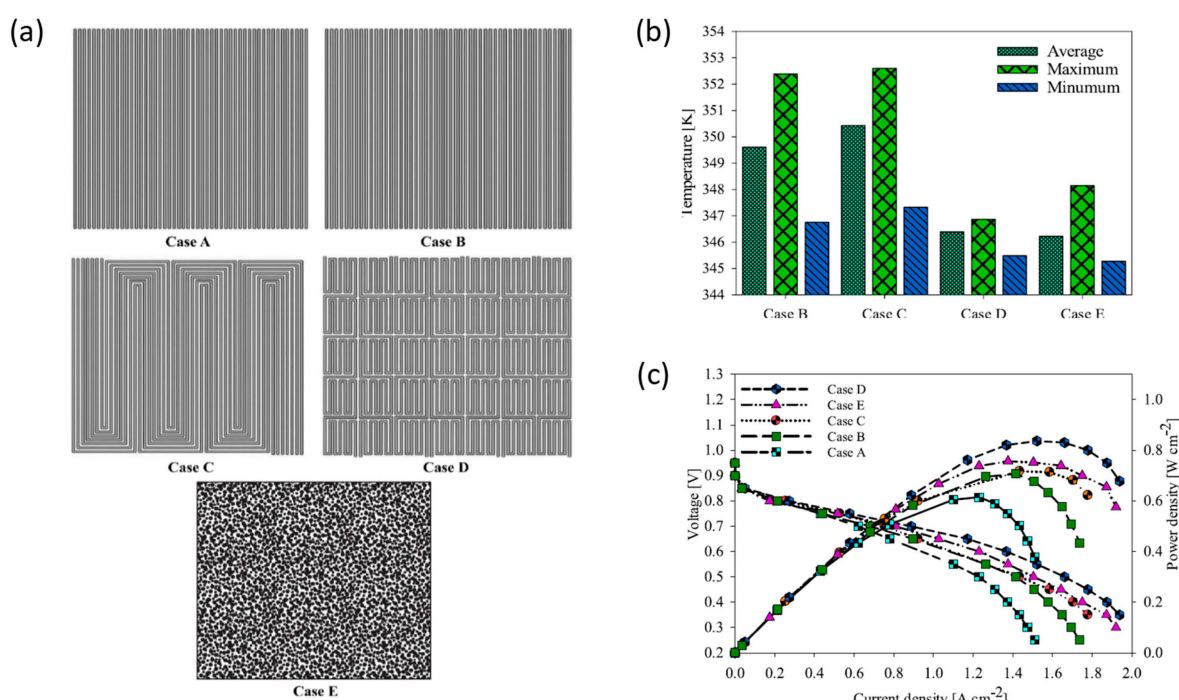 (a)
Case A
Case B
Case C
Case D
Case E
(b)
354
353
352
351
350
349
348
347
346
345
344
Temperature [K]
Average
Maximum
Minumum
Case B
Case C
Case D
Case E
(c)
1.3
1.2
1.1
1.0
0.9
0.8
0.7
0.6
0.5
0.4
0.3
0.2
Voltage [V]
Case D
Case E
Case C
Case B
Case A
1.0
0.8
0.6
0.4
0.2
0.0
Power density [W cm-2]
0.0
0.2
0.4
0.6
0.8
1.0
1.2
1.4
1.6
1.8
2.0
Current density [A cm-2]